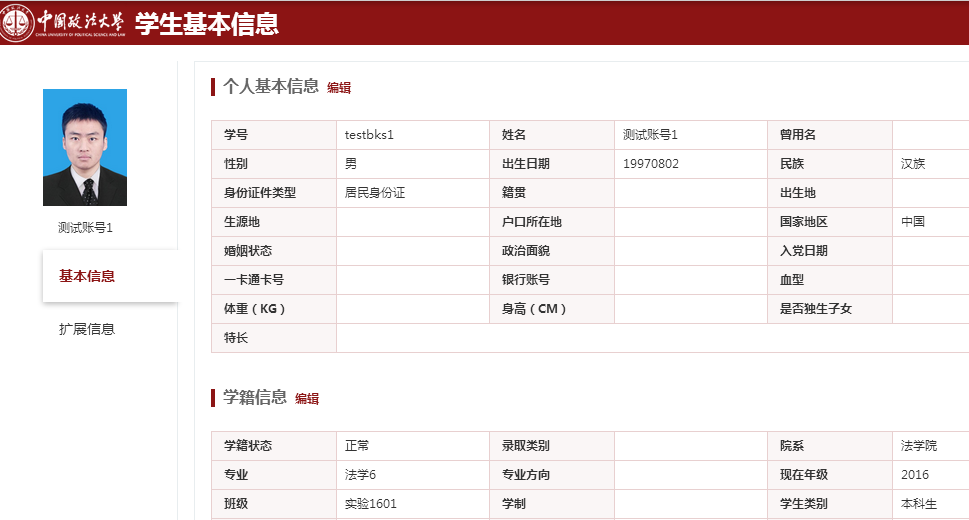 中国政法大学 学生基本信息
CHINA UNIVERSITY OF POLITICAL SCIENCE AND LAW
测试账号1
基本信息
扩展信息
个人基本信息 编辑
学号 testbks1 姓名 测试账号1 曾用名
性别 男 出生日期 19970802 民族 汉族
身份证件类型 居民身份证 籍贯 出生地
生源地 户口所在地 国家地区 中国
婚姻状态 政治面貌 入党日期
一卡通卡号 银行账号 血型
体重(KG) 身高(CM) 是否独生子女
特长
学籍信息 编辑
学籍状态 正常 录取类别 院系 法学院
专业 法学6 专业方向 现在年级 2016
班级 实验1601 学制 学生类别 本科生